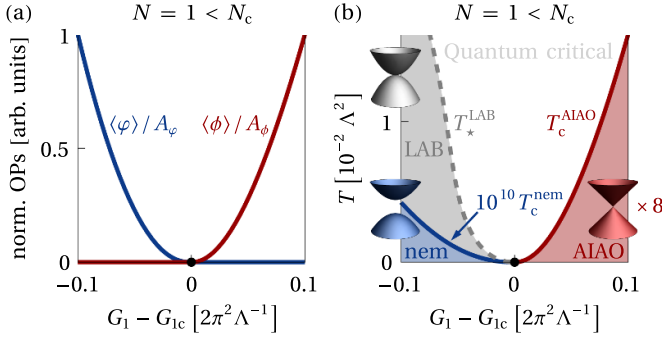 (a)
N = 1 < N_c
norm. OPs [arb. units]
1
0.5
0
⟨φ⟩ / A_φ
⟨ϕ⟩ / A_ϕ
−0.1
0
0.1
G_1 − G_1c [2π²Λ⁻¹]
(b)
N = 1 < N_c
T [10⁻² Λ²]
1
0
Quantum critical
T_⋆^LAB
T_c^AIAO
LAB
10¹⁰ T_c^nem
× 8
nem
AIAO
−0.1
0
0.1
G_1 − G_1c [2π²Λ⁻¹]